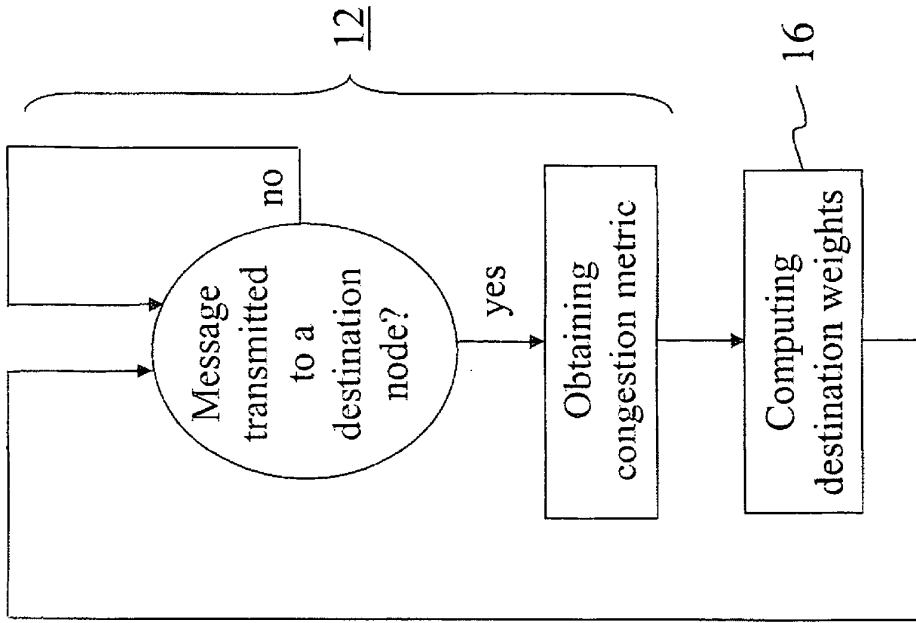 12
Message
transmitted
to a
destination
node?
no
yes
Obtaining
congestion metric
16
Computing
destination weights